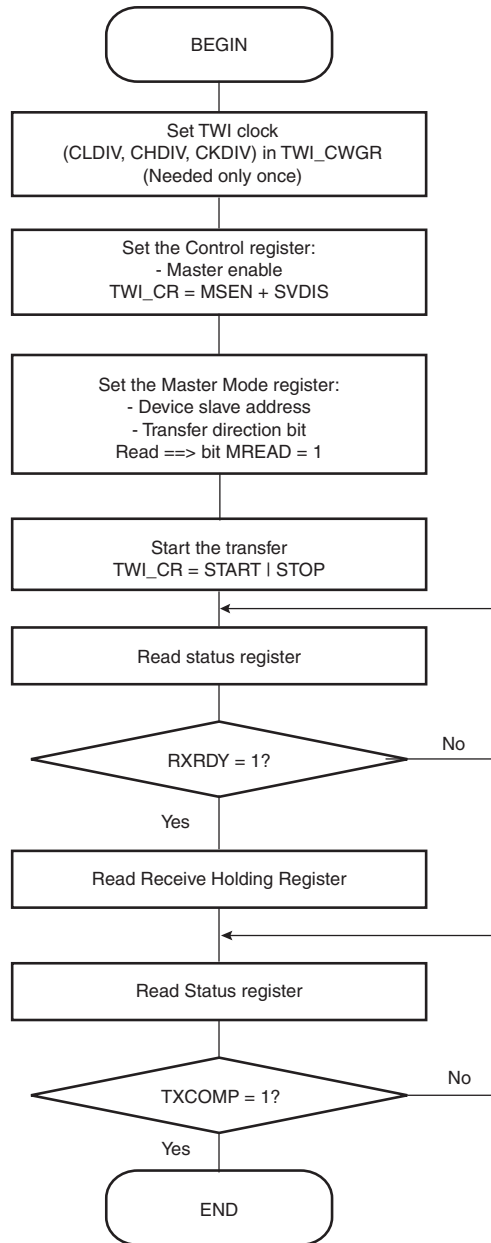 BEGIN
Set TWI clock
(CLDIV, CHDIV, CKDIV) in TWI_CWGR
(Needed only once)
Set the Control register:
- Master enable
TWI_CR = MSEN + SVDIS
Set the Master Mode register:
- Device slave address
- Transfer direction bit
Read ==> bit MREAD = 1
Start the transfer
TWI_CR = START | STOP
Read status register
RXRDY = 1?
No
Yes
Read Receive Holding Register
Read Status register
TXCOMP = 1?
No
Yes
END